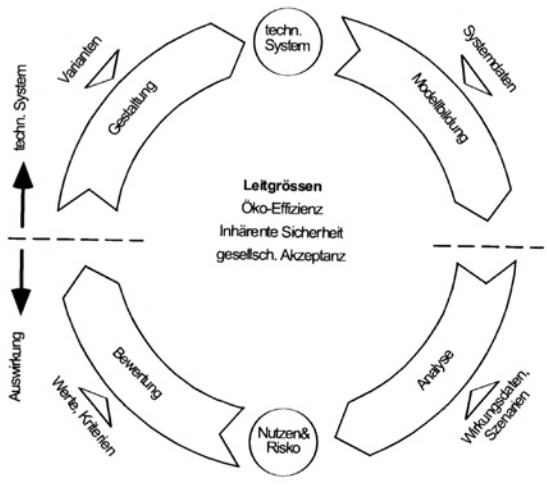 techn.
System
Varianten
Systemdaten
Gestaltung
Modellbildung
techn. System
Leitgrössen
Öko-Effizienz
Inhärente Sicherheit
gesellsch. Akzeptanz
Auswirkung
Bewertung
Analyse
Werte, Kriterien
Wirkungsdaten,
Szenarien
Nutzen&
Risko